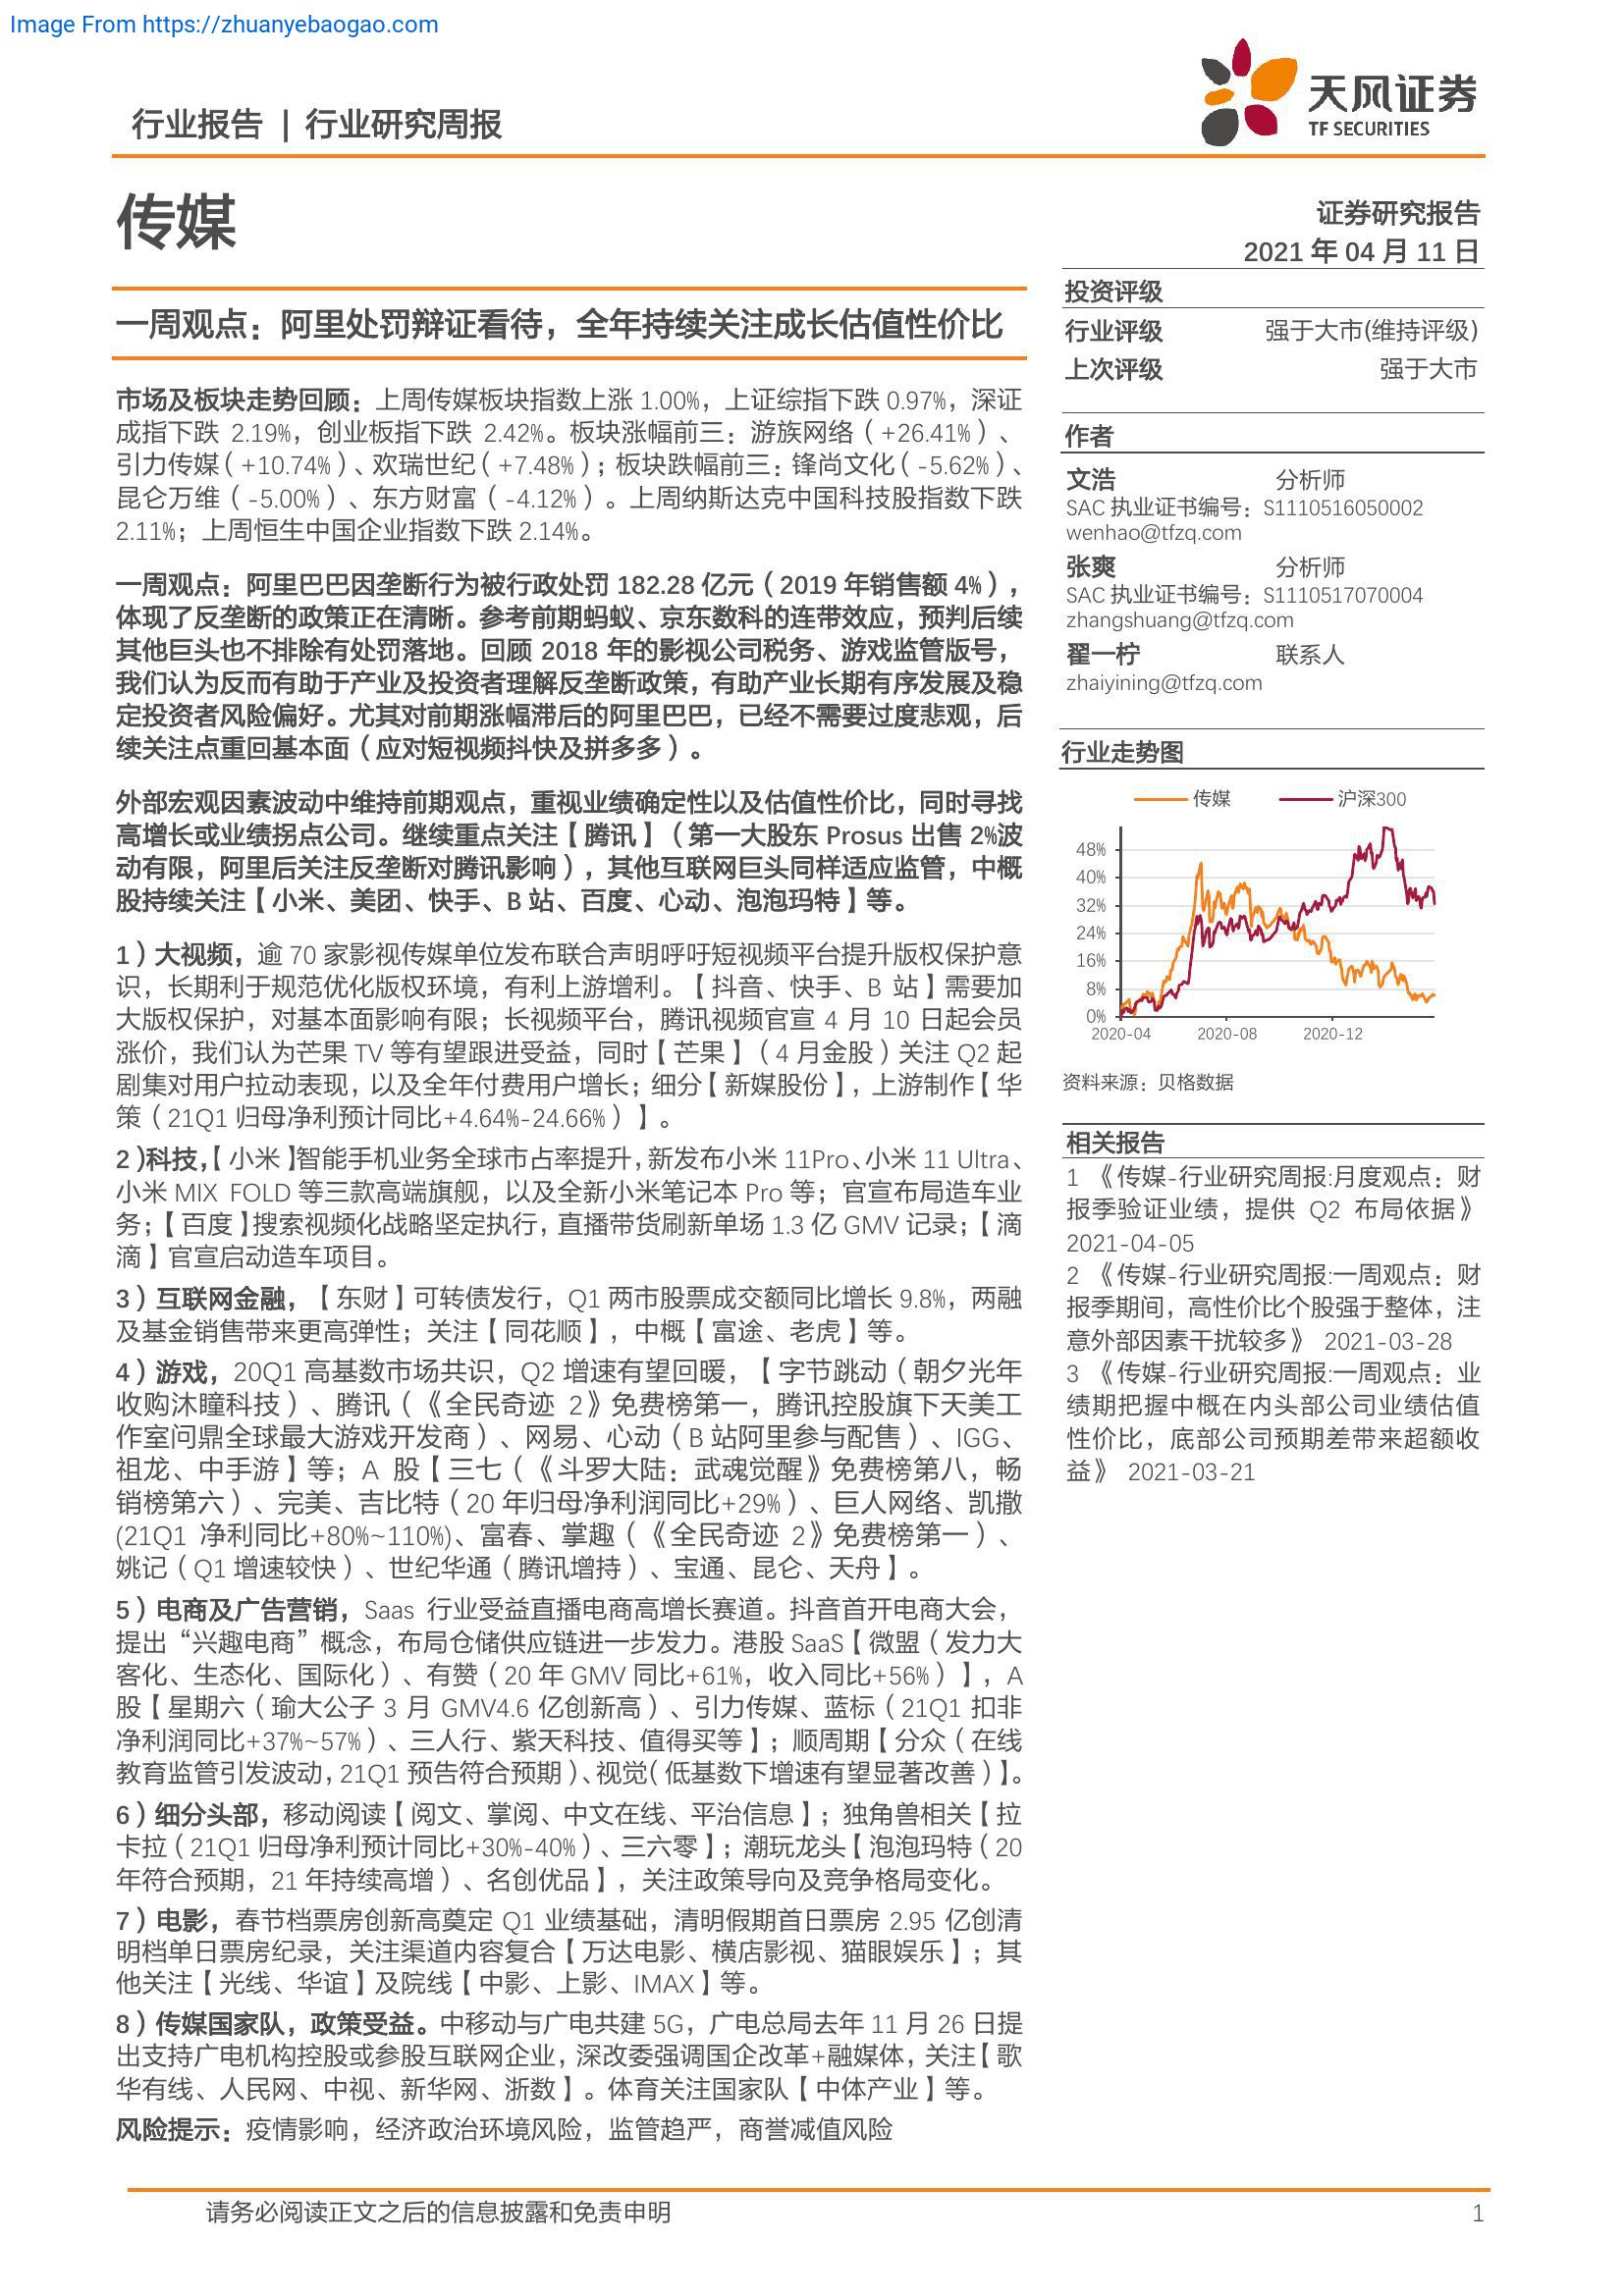 Image From https://zhuanyebaogao.com
行业报告 | 行业研究周报
天风证券
TF SECURITIES
传媒
证券研究报告
2021 年 04 月 11 日
一周观点：阿里处罚辩证看待，全年持续关注成长估值性价比
市场及板块走势回顾：上周传媒板块指数上涨 1.00%，上证综指下跌 0.97%，深证
成指下跌 2.19%，创业板指下跌 2.42%。板块涨幅前三：游族网络（+26.41%）、
引力传媒（+10.74%）、欢瑞世纪（+7.48%）；板块跌幅前三：锋尚文化（-5.62%）、
昆仑万维（-5.00%）、东方财富（-4.12%）。上周纳斯达克中国科技股指数下跌
2.11%；上周恒生中国企业指数下跌 2.14%。
一周观点：阿里巴巴因垄断行为被行政处罚 182.28 亿元（2019 年销售额 4%），
体现了反垄断的政策正在清晰。参考前期蚂蚁、京东数科的连带效应，预判后续
其他巨头也不排除有处罚落地。回顾 2018 年的影视公司税务、游戏监管版号，
我们认为反而有助于产业及投资者理解反垄断政策，有助产业长期有序发展及稳
定投资者风险偏好。尤其对前期涨幅滞后的阿里巴巴，已经不需要过度悲观，后
续关注点重回基本面（应对短视频抖快及拼多多）。
外部宏观因素波动中维持前期观点，重视业绩确定性以及估值性价比，同时寻找
高增长或业绩拐点公司。继续重点关注【腾讯】（第一大股东 Prosus 出售 2%波
动有限，阿里后关注反垄断对腾讯影响），其他互联网巨头同样适应监管，中概
股持续关注【小米、美团、快手、B 站、百度、心动、泡泡玛特】等。
1）大视频，逾 70 家影视传媒单位发布联合声明呼吁短视频平台提升版权保护意
识，长期利于规范优化版权环境，有利上游增利。【抖音、快手、B 站】需要加
大版权保护，对基本面影响有限；长视频平台，腾讯视频官宣 4 月 10 日起会员
涨价，我们认为芒果 TV 等有望跟进受益，同时【芒果】（4 月金股）关注 Q2 起
剧集对用户拉动表现，以及全年付费用户增长；细分【新媒股份】，上游制作【华
策（21Q1 归母净利预计同比+4.64%-24.66%）】。
2）科技，【小米】智能手机业务全球市占率提升，新发布小米 11Pro、小米 11 Ultra、
小米 MIX FOLD 等三款高端旗舰，以及全新小米笔记本 Pro 等；官宣布局造车业
务；【百度】搜索视频化战略坚定执行，直播带货刷新单场 1.3 亿 GMV 记录；【滴
滴】官宣启动造车项目。
3）互联网金融，【东财】可转债发行，Q1 两市股票成交额同比增长 9.8%，两融
及基金销售带来更高弹性；关注【同花顺】，中概【富途、老虎】等。
4）游戏，20Q1 高基数市场共识，Q2 增速有望回暖，【字节跳动（朝夕光年
收购沐瞳科技）、腾讯（《全民奇迹 2》免费榜第一，腾讯控股旗下天美工
作室问鼎全球最大游戏开发商）、网易、心动（B 站阿里参与配售）、IGG、
祖龙、中手游】等；A 股【三七（《斗罗大陆：武魂觉醒》免费榜第八，畅
销榜第六）、完美、吉比特（20 年归母净利润同比+29%）、巨人网络、凯撒
(21Q1 净利同比+80%~110%)、富春、掌趣（《全民奇迹 2》免费榜第一）、
姚记（Q1 增速较快）、世纪华通（腾讯增持）、宝通、昆仑、天舟】。
5）电商及广告营销，Saas 行业受益直播电商高增长赛道。抖音首开电商大会，
提出“兴趣电商”概念，布局仓储供应链进一步发力。港股 SaaS【微盟（发力大
客化、生态化、国际化）、有赞（20 年 GMV 同比+61%，收入同比+56%）】，A
股【星期六（瑜大公子 3 月 GMV4.6 亿创新高）、引力传媒、蓝标（21Q1 扣非
净利润同比+37%~57%）、三人行、紫天科技、值得买等】；顺周期【分众（在线
教育监管引发波动，21Q1 预告符合预期）、视觉（低基数下增速有望显著改善）】。
6）细分头部，移动阅读【阅文、掌阅、中文在线、平治信息】；独角兽相关【拉
卡拉（21Q1 归母净利预计同比+30%-40%）、三六零】；潮玩龙头【泡泡玛特（20
年符合预期，21 年持续高增）、名创优品】，关注政策导向及竞争格局变化。
7）电影，春节档票房创新高奠定 Q1 业绩基础，清明假期首日票房 2.95 亿创清
明档单日票房纪录，关注渠道内容复合【万达电影、横店影视、猫眼娱乐】；其
他关注【光线、华谊】及院线【中影、上影、IMAX】等。
8）传媒国家队，政策受益。中移动与广电共建 5G，广电总局去年 11 月 26 日提
出支持广电机构控股或参股互联网企业，深改委强调国企改革+融媒体，关注【歌
华有线、人民网、中视、新华网、浙数】。体育关注国家队【中体产业】等。
风险提示：疫情影响，经济政治环境风险，监管趋严，商誉减值风险
投资评级
行业评级 强于大市(维持评级)
上次评级 强于大市
作者
文浩 分析师
SAC 执业证书编号：S1110516050002
wenhao@tfzq.com
张爽 分析师
SAC 执业证书编号：S1110517070004
zhangshuang@tfzq.com
翟一柠 联系人
zhaiyining@tfzq.com
行业走势图
传媒 沪深300
48%
40%
32%
24%
16%
8%
0%
2020-04 2020-08 2020-12
资料来源：贝格数据
相关报告
1 《传媒-行业研究周报:月度观点：财
报季验证业绩，提供 Q2 布局依据》
2021-04-05
2 《传媒-行业研究周报:一周观点：财
报季期间，高性价比个股强于整体，注
意外部因素干扰较多》 2021-03-28
3 《传媒-行业研究周报:一周观点：业
绩期把握中概在内头部公司业绩估值
性价比，底部公司预期差带来超额收
益》 2021-03-21
请务必阅读正文之后的信息披露和免责申明 1